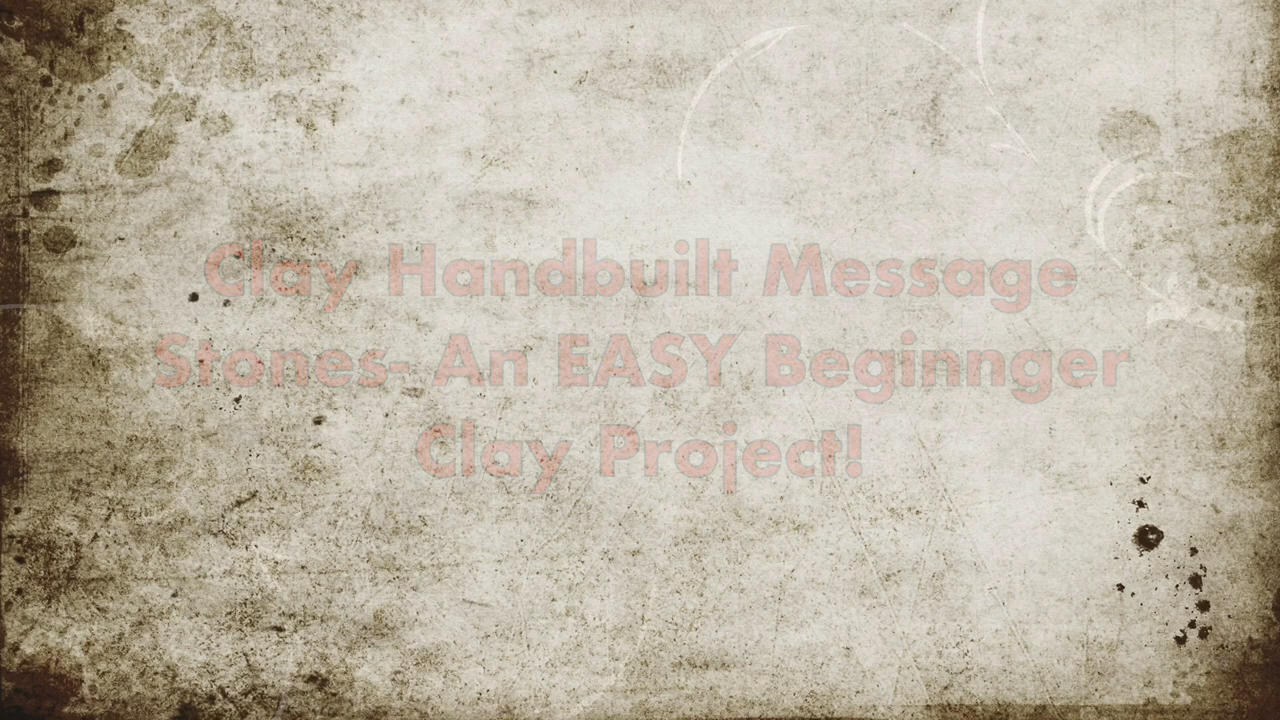 Clay Handbuilt Message
Stones- An EASY Beginnger
Clay Project!